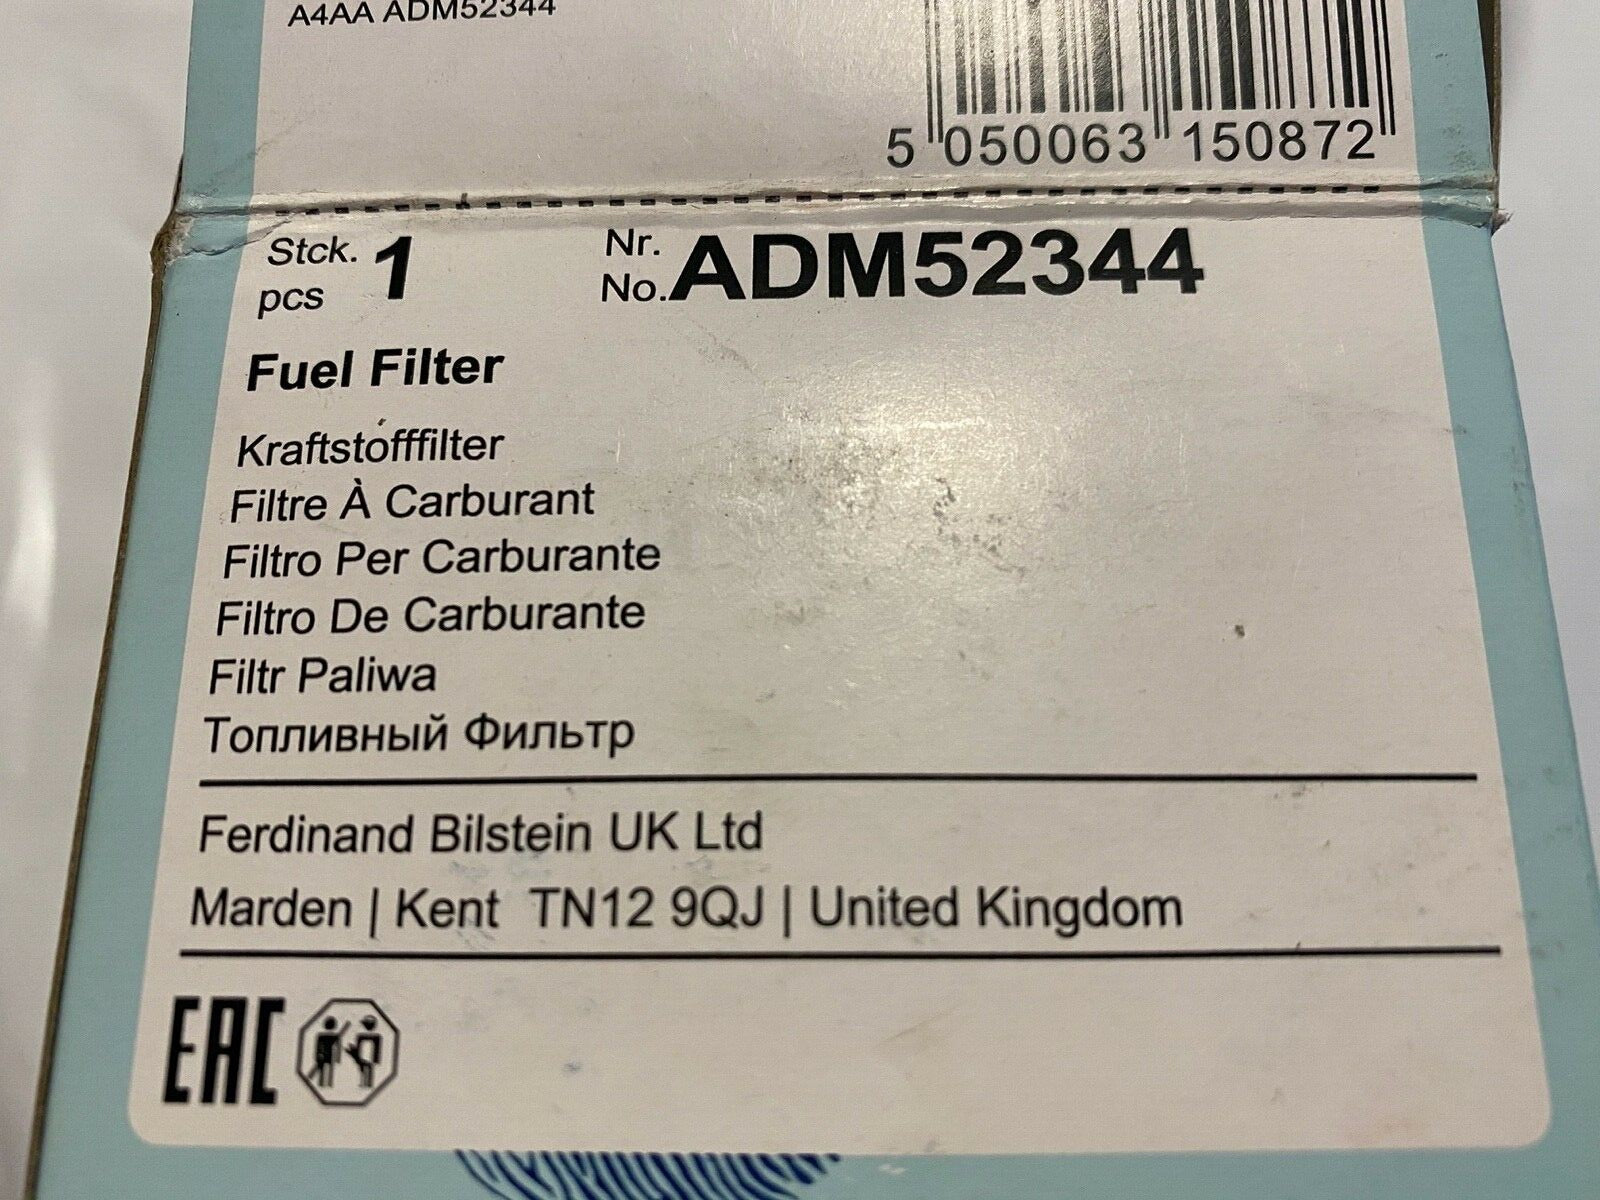 A4AA ADM52344
5 050063 150872
Stck. 1 Nr.
pcs No. ADM52344
Fuel Filter
Kraftstofffilter
Filtre À Carburant
Filtro Per Carburante
Filtro De Carburante
Filtr Paliwa
Топливный Фильтр
Ferdinand Bilstein UK Ltd
Marden | Kent TN12 9QJ | United Kingdom
EAC